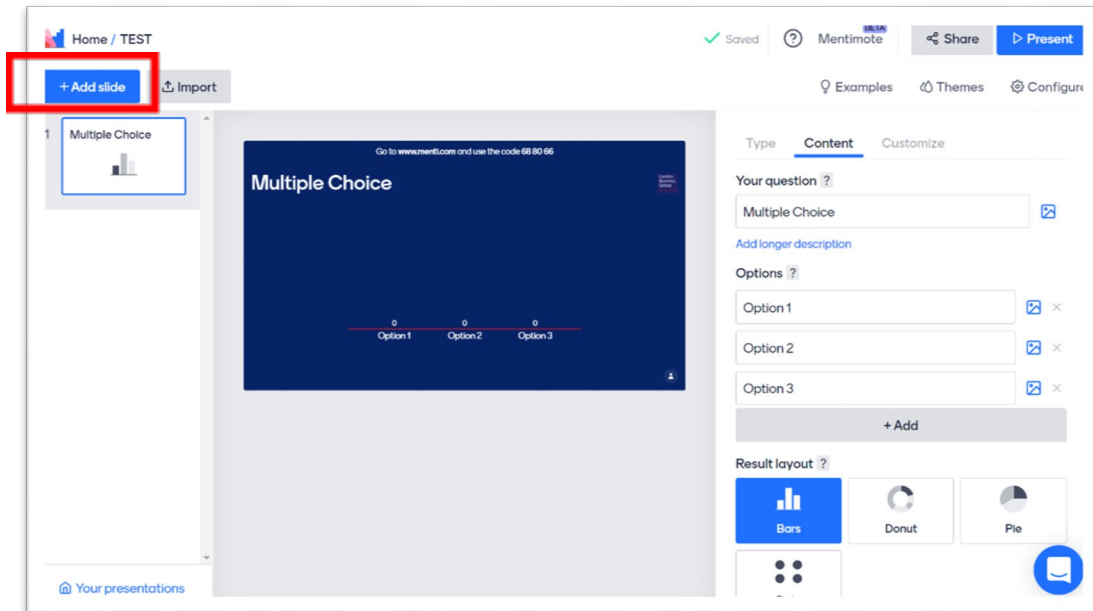 Home / TEST
Saved
?
Mentimote
BETA
Share
Present
+ Add slide
Import
Examples
Themes
Configure
1
Multiple Choice
Go to www.menti.com and use the code 68 80 66
Multiple Choice
London
Business
School
0 0 0
Option 1 Option 2 Option 3
Type Content Customize
Your question ?
Multiple Choice
Add longer description
Options ?
Option 1
Option 2
Option 3
+ Add
Result layout ?
Bars Donut Pie
Your presentations